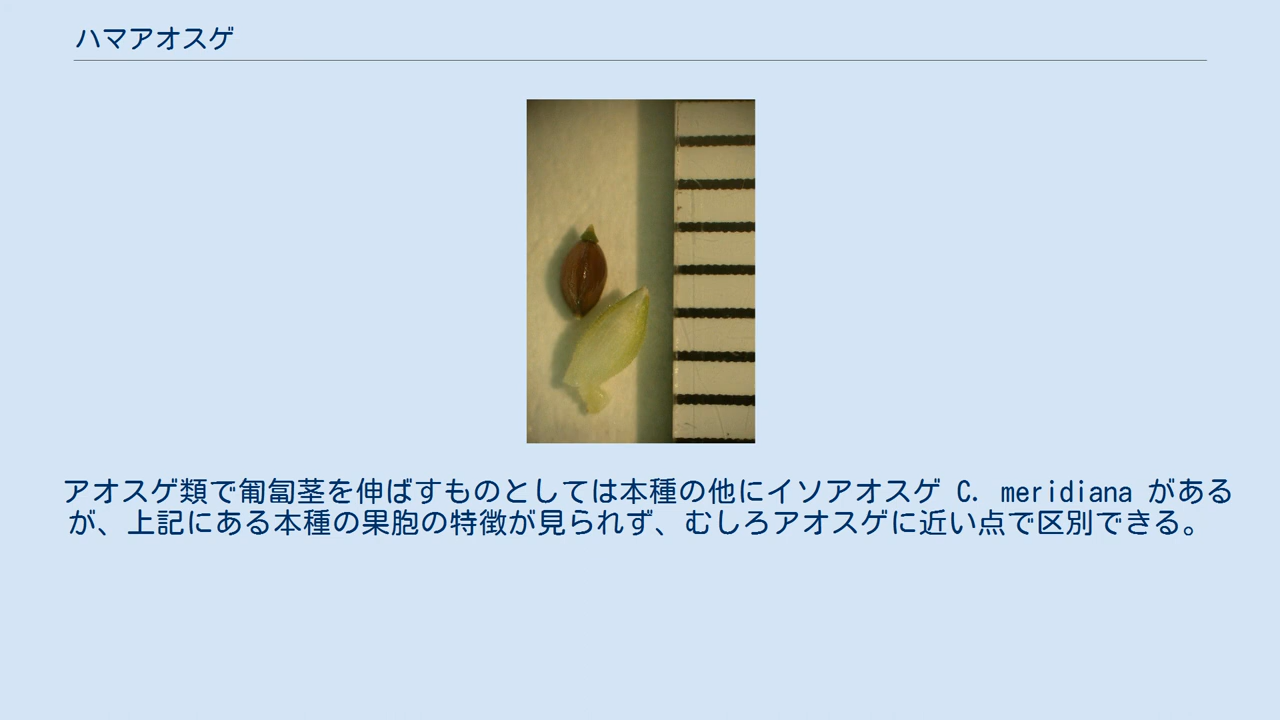 ハマアオスゲ
アオスゲ類で匍匐茎を伸ばすものとしては本種の他にイソアオスゲ C. meridiana がある
が、上記にある本種の果胞の特徴が見られず、むしろアオスゲに近い点で区別できる。